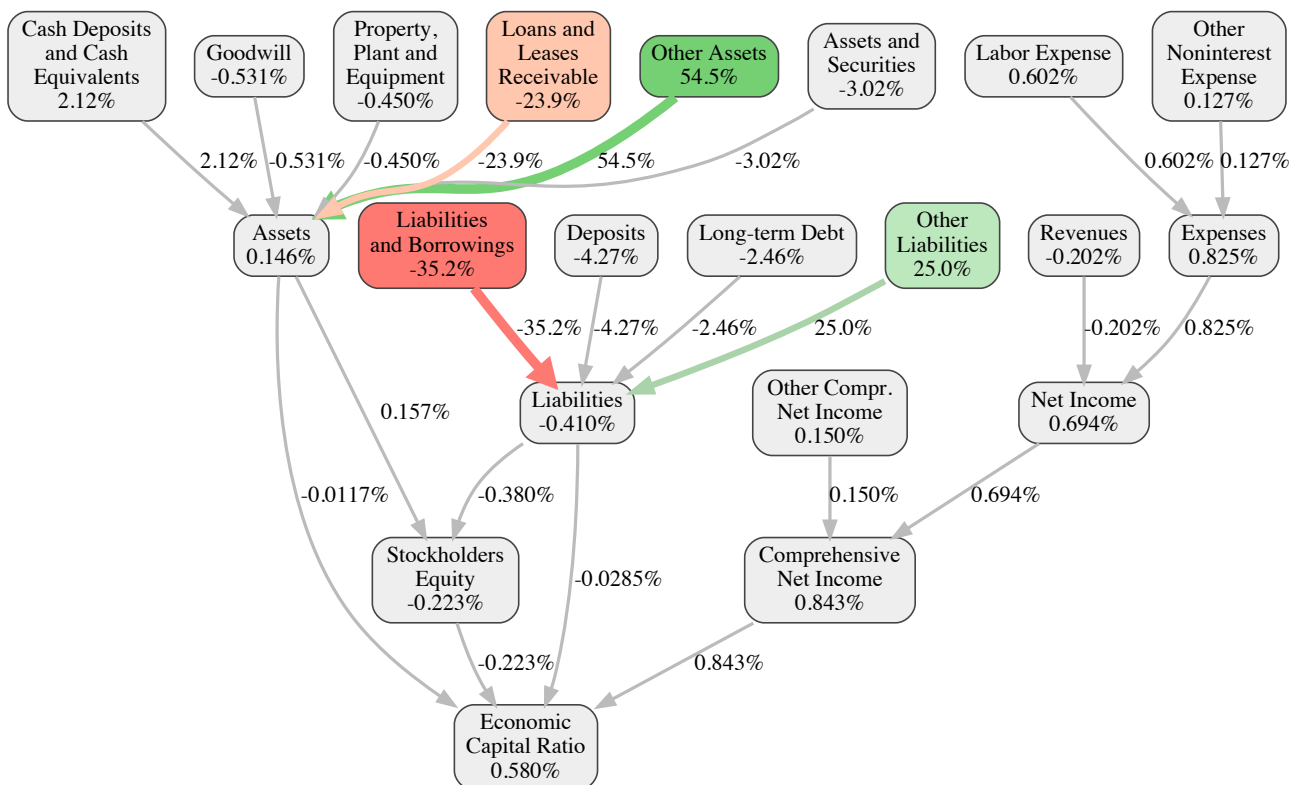 Cash Deposits
and Cash
Equivalents
2.12%
Goodwill
-0.531%
Property,
Plant and
Equipment
-0.450%
Loans and
Leases
Receivable
-23.9%
Other Assets
54.5%
Assets and
Securities
-3.02%
Labor Expense
0.602%
Other
Noninterest
Expense
0.127%
2.12%
-0.531%
-0.450%
-23.9%
54.5%
-3.02%
0.602%
0.127%
Assets
0.146%
Liabilities
and Borrowings
-35.2%
Deposits
-4.27%
Long-term Debt
-2.46%
Other
Liabilities
25.0%
Revenues
-0.202%
Expenses
0.825%
-35.2%
-4.27%
-2.46%
25.0%
-0.202%
0.825%
0.157%
Liabilities
-0.410%
Other Compr.
Net Income
0.150%
Net Income
0.694%
-0.0117%
-0.380%
0.150%
0.694%
Stockholders
Equity
-0.223%
-0.0285%
Comprehensive
Net Income
0.843%
-0.223%
0.843%
Economic
Capital Ratio
0.580%